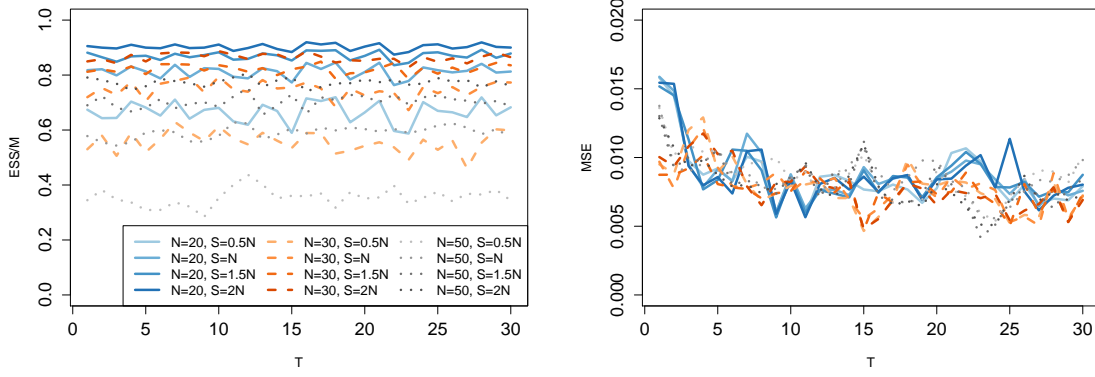 ESS/M
1.0
0.8
0.6
0.4
0.2
0.0
N=20, S=0.5N
N=20, S=N
N=20, S=1.5N
N=20, S=2N
N=30, S=0.5N
N=30, S=N
N=30, S=1.5N
N=30, S=2N
N=50, S=0.5N
N=50, S=N
N=50, S=1.5N
N=50, S=2N
0 5 10 15 20 25 30
T
MSE
0.020
0.015
0.010
0.005
0.000
0 5 10 15 20 25 30
T